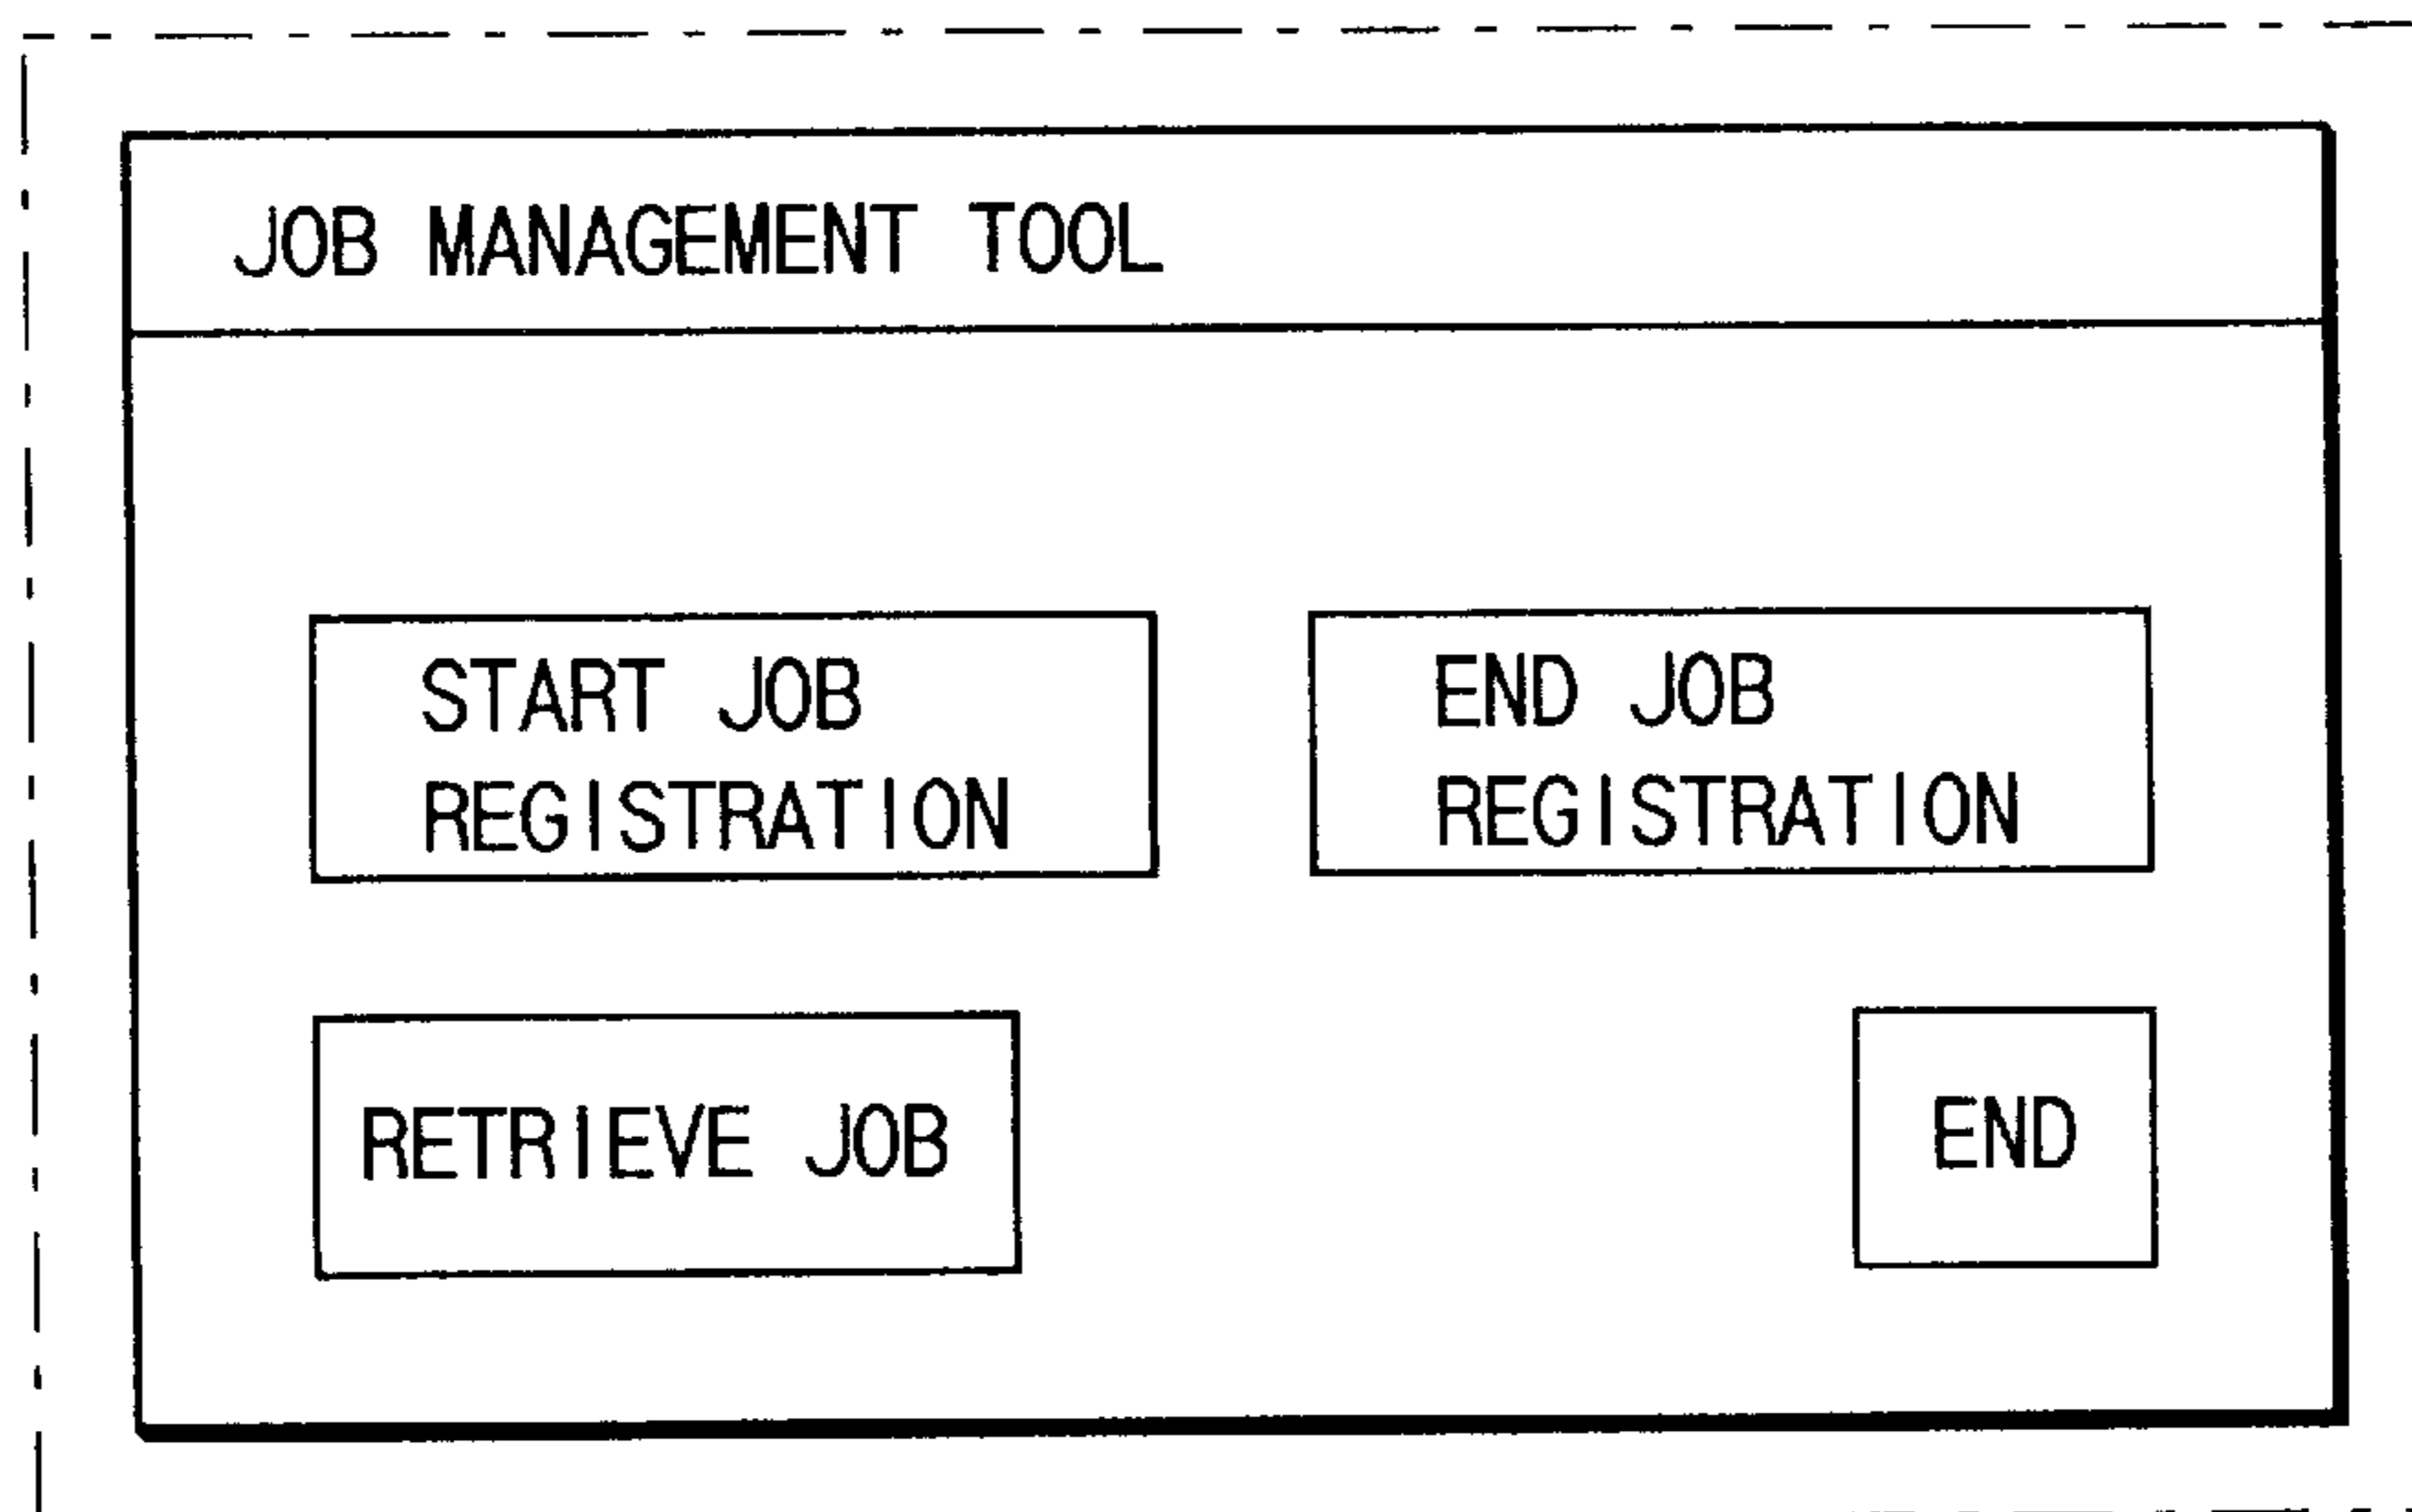 JOB MANAGEMENT TOOL
START JOB
REGISTRATION
END JOB
REGISTRATION
RETRIEVE JOB
END